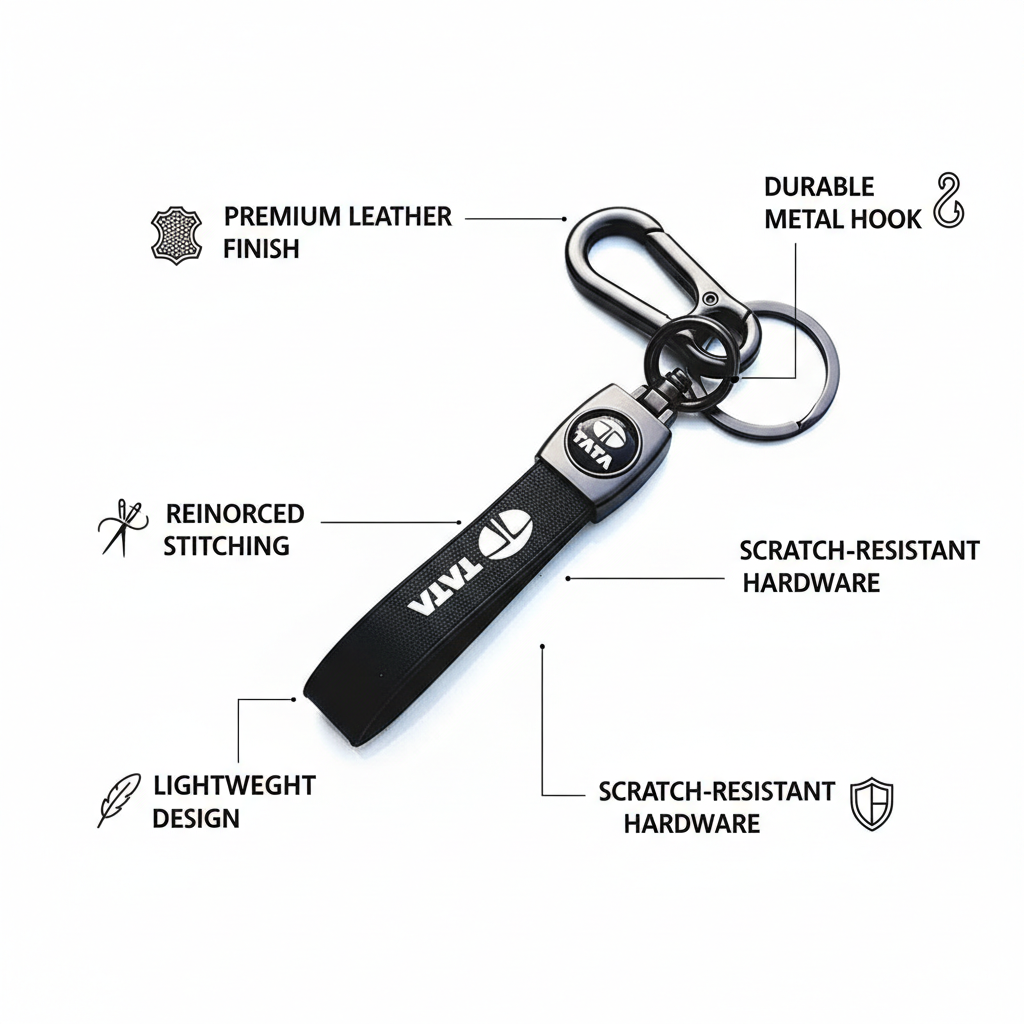 DURABLE
METAL HOOK
PREMIUM LEATHER
FINISH
TATA
REINORCED
STITCHING
TATA
SCRATCH-RESISTANT
HARDWARE
LIGHTWEGHT
DESIGN
SCRATCH-RESISTANT
HARDWARE